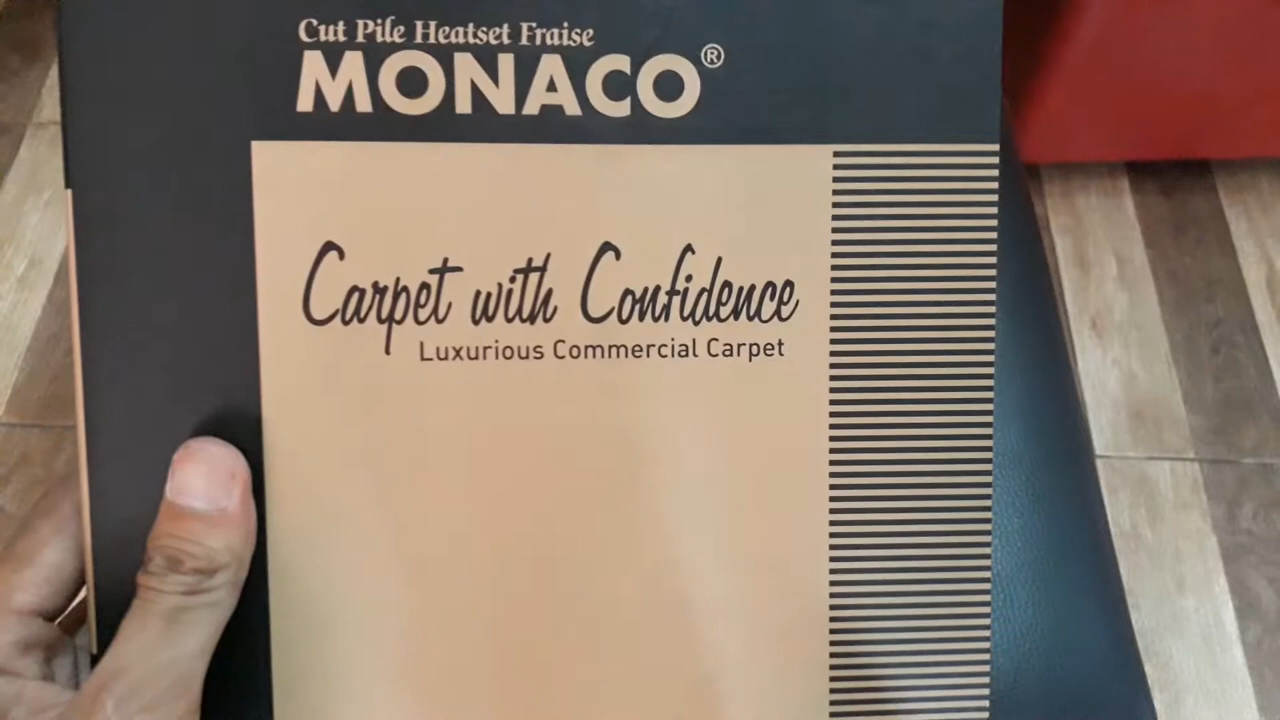 Cut Pile Heatset Fraise
MONACO®
Carpet with Confidence
Luxurious Commercial Carpet